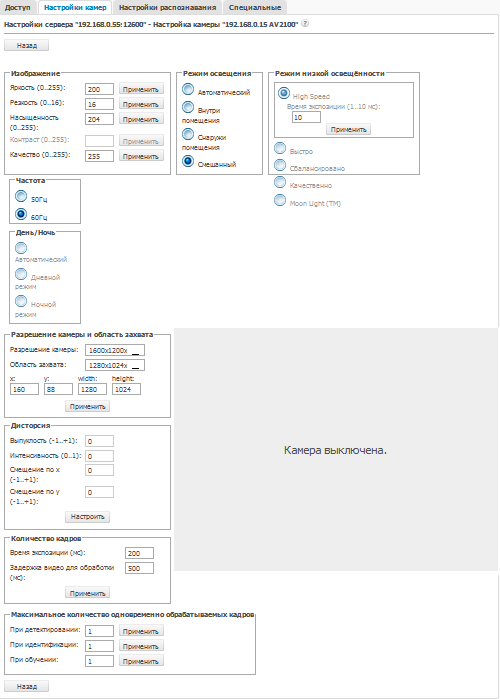 Доступ Настройки камер Настройки распознавания Специальные
Настройки сервера "192.168.0.55:12600" - Настройка камеры "192.168.0.15 AV2100" ?
Назад
Изображение
Яркость (0..255): 200 Применить
Резкость (0..16): 16 Применить
Насыщенность
(0..255): 204 Применить
Контраст (0..255): Применить
Качество (0..255): 255 Применить
Режим освещения
Автоматический
Внутри
помещения
Снаружи
помещения
Смешанный
Режим низкой освещённости
High Speed
Время экспозиции (1..10 мс):
10
Применить
Быстро
Сбалансировано
Качественно
Moon Light (TM)
Частота
50Гц
60Гц
День/Ночь
Автоматический
Дневной
режим
Ночной
режим
Разрешение камеры и область захвата
Разрешение камеры: 1600x1200x
Область захвата: 1280x1024x
x: y: width: height:
160 88 1280 1024
Применить
Дисторсия
Выпуклость (-1..+1): 0
Интенсивность (0..1): 0
Смещение по x
(-1..+1): 0
Смещение по y
(-1..+1): 0
Настроить
Камера выключена.
Количество кадров
Время экспозиции (мс): 200
Задержка видео для обработки
(мс): 500
Применить
Максимальное количество одновременно обрабатываемых кадров
При детектировании: 1 Применить
При идентификации: 1 Применить
При обучении: 1 Применить
Назад